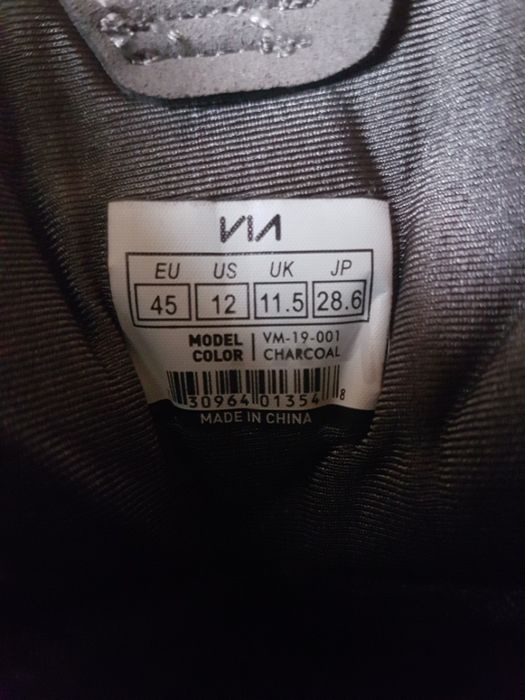 VIA
EU US UK JP
45 12 11.5 28.6
MODEL VM-19-001
COLOR CHARCOAL
30964 01354 8
MADE IN CHINA